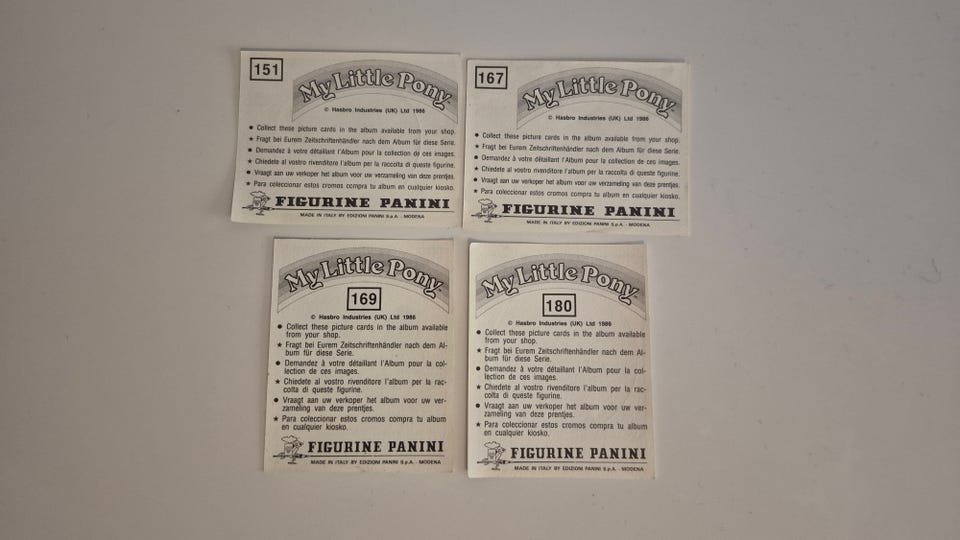 151
My Little Pony
© Hasbro Industries (UK) Ltd 1986
● Collect these picture cards in the album available from your shop.
★ Fragt bei Eurem Zeitschriftenhändler nach dem Album für diese Serie.
● Demandez à votre détaillant l'Album pour la collection de ces images.
★ Chiedete al vostro rivenditore l'album per la raccolta di queste figurine.
● Vraagt aan uw verkoper het album voor uw verzameling van deze prentjes.
★ Para coleccionar estos cromos compra tu album en cualquier kiosko.
FIGURINE PANINI
MADE IN ITALY BY EDIZIONI PANINI S.p.A. - MODENA
167
My Little Pony
© Hasbro Industries (UK) Ltd 1986
● Collect these picture cards in the album available from your shop.
★ Fragt bei Eurem Zeitschriftenhändler nach dem Album für diese Serie.
● Demandez à votre détaillant l'Album pour la collection de ces images.
★ Chiedete al vostro rivenditore l'album per la raccolta di queste figurine.
● Vraagt aan uw verkoper het album voor uw verzameling van deze prentjes.
★ Para coleccionar estos cromos compra tu album en cualquier kiosko.
FIGURINE PANINI
MADE IN ITALY BY EDIZIONI PANINI S.p.A. - MODENA
My Little Pony
169
© Hasbro Industries (UK) Ltd 1986
● Collect these picture cards in the album available
from your shop.
★ Fragt bei Eurem Zeitschriftenhändler nach dem Al-
bum für diese Serie.
● Demandez à votre détaillant l'Album pour la col-
lection de ces images.
★ Chiedete al vostro rivenditore l'album per la rac-
colta di queste figurine.
● Vraagt aan uw verkoper het album voor uw ver-
zameling van deze prentjes.
★ Para coleccionar estos cromos compra tu album
en cualquier kiosko.
FIGURINE PANINI
MADE IN ITALY BY EDIZIONI PANINI S.p.A. - MODENA
My Little Pony
180
© Hasbro Industries (UK) Ltd 1986
● Collect these picture cards in the album available
from your shop.
★ Fragt bei Eurem Zeitschriftenhändler nach dem Al-
bum für diese Serie.
● Demandez à votre détaillant l'Album pour la col-
lection de ces images.
★ Chiedete al vostro rivenditore l'album per la rac-
colta di queste figurine.
● Vraagt aan uw verkoper het album voor uw ver-
zameling van deze prentjes.
★ Para coleccionar estos cromos compra tu album
en cualquier kiosko.
FIGURINE PANINI
MADE IN ITALY BY EDIZIONI PANINI S.p.A. - MODENA